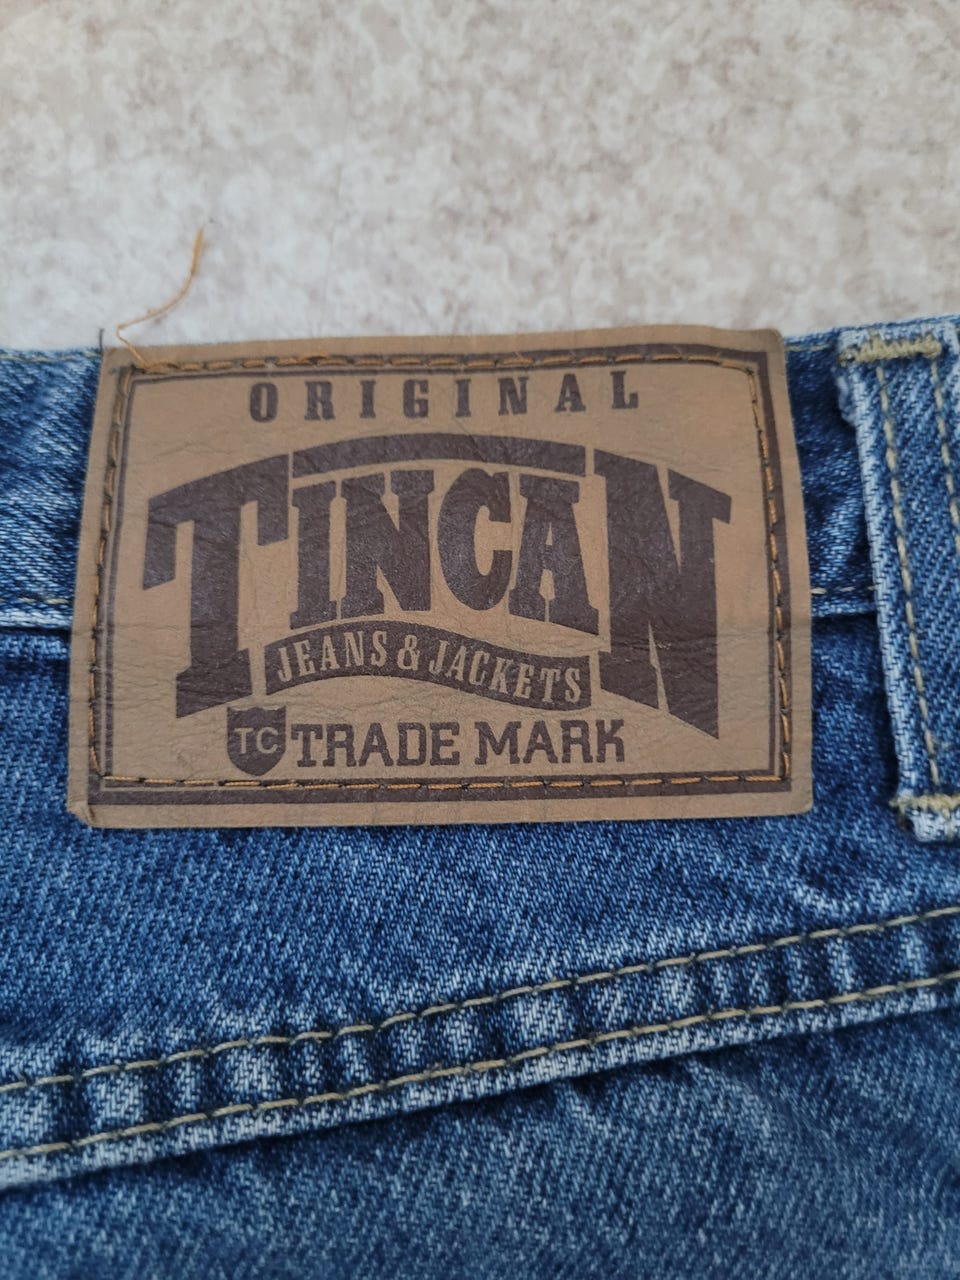 ORIGINAL
TINCAN
JEANS & JACKETS
TC TRADE MARK